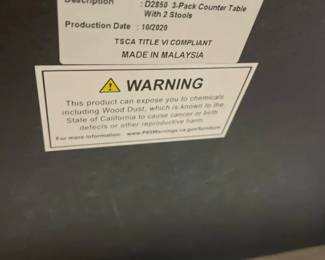 Description : D2850 3-Pack Counter Table
With 2 Stools
Production Date : 10/2020
TSCA TITLE VI COMPLIANT
MADE IN MALAYSIA
WARNING
This product can expose you to chemicals
including Wood Dust, which is known to the
State of California to cause cancer or birth
defects or other reproductive harm.
For more information: www.P65Warnings.ca.gov/furniture